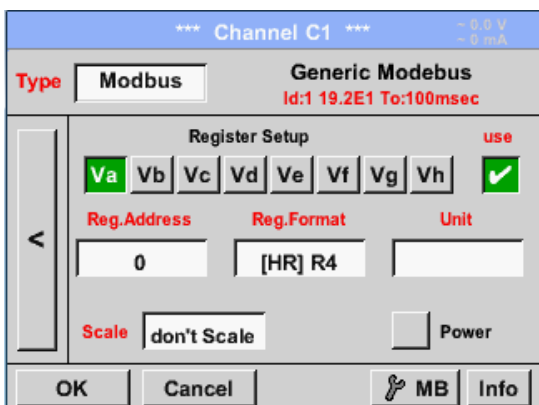 *** Channel C1 ***
~ 0.0 V
~ 0 mA
Type
Modbus
Generic Modebus
Id:1 19.2E1 To:100msec
Register Setup
use
Va Vb Vc Vd Ve Vf Vg Vh
<
Reg.Address Reg.Format Unit
0 [HR] R4
Scale don't Scale Power
OK Cancel MB Info